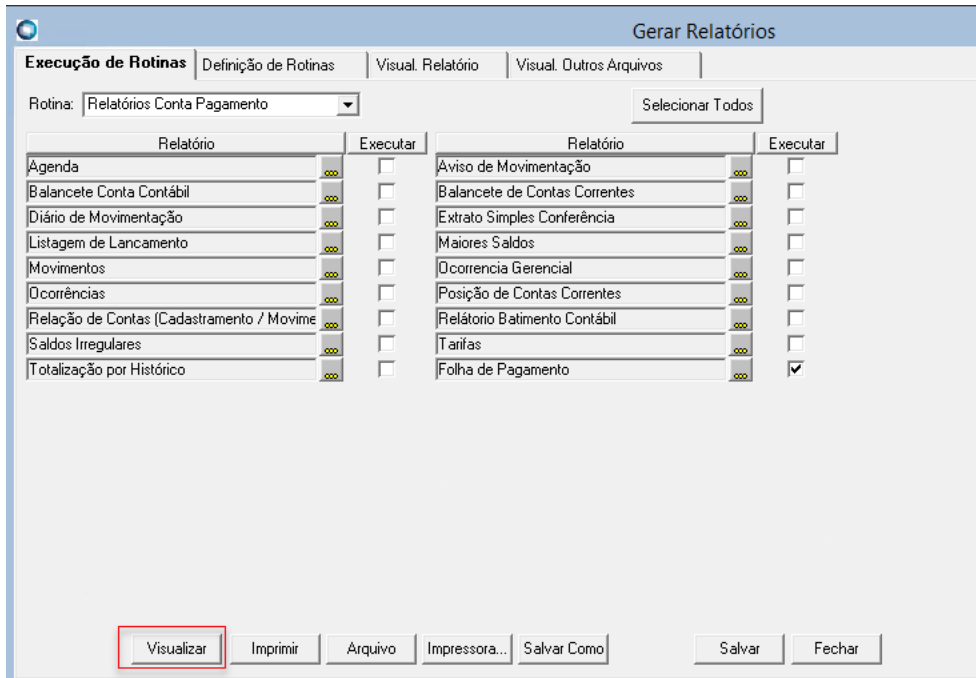 Gerar Relatórios
Execução de Rotinas Definição de Rotinas Visual. Relatório Visual. Outros Arquivos
Rotina: Relatórios Conta Pagamento Selecionar Todos
Relatório Executar Relatório Executar
Agenda Aviso de Movimentação
Balancete Conta Contábil Balancete de Contas Correntes
Diário de Movimentação Extrato Simples Conferência
Listagem de Lancamento Maiores Saldos
Movimentos Ocorrencia Gerencial
Ocorrências Posição de Contas Correntes
Relação de Contas (Cadastramento / Movime Relátorio Batimento Contábil
Saldos Irregulares Tarifas
Totalização por Histórico Folha de Pagamento
Visualizar Imprimir Arquivo Impressora... Salvar Como Salvar Fechar